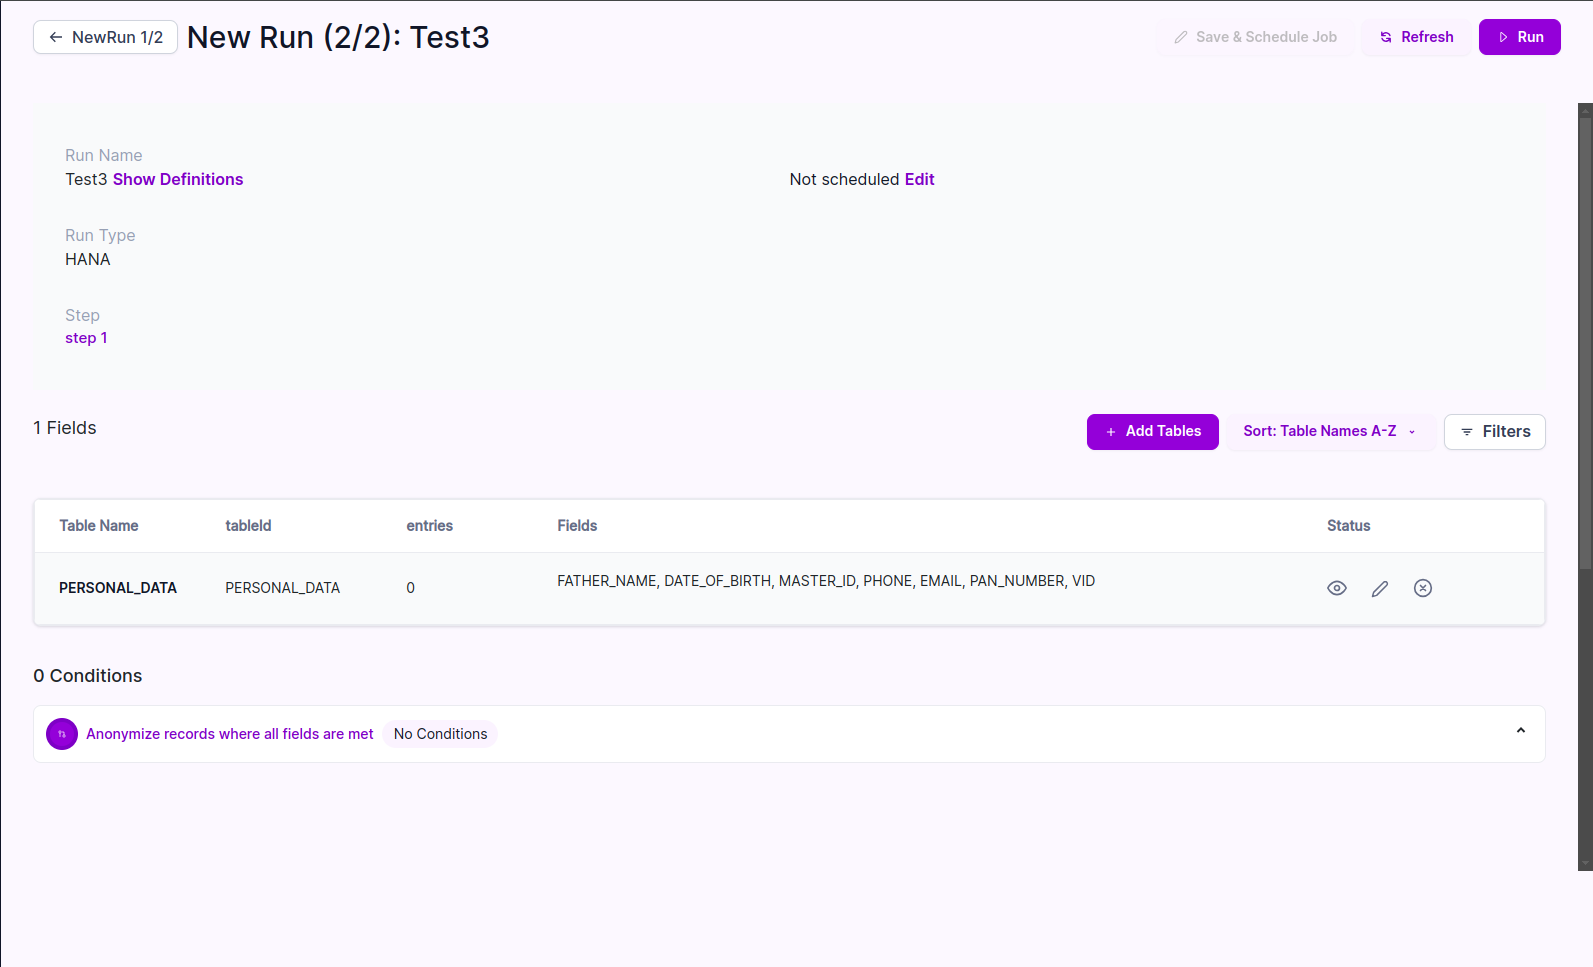 NewRun 1/2 New Run (2/2): Test3 Save & Schedule Job Refresh Run
Run Name
Test3 Show Definitions Not scheduled Edit
Run Type
HANA
Step
step 1
1 Fields Add Tables Sort: Table Names A-Z Filters
Table Name tableId entries Fields Status
PERSONAL_DATA PERSONAL_DATA 0 FATHER_NAME, DATE_OF_BIRTH, MASTER_ID, PHONE, EMAIL, PAN_NUMBER, VID
0 Conditions
Anonymize records where all fields are met No Conditions